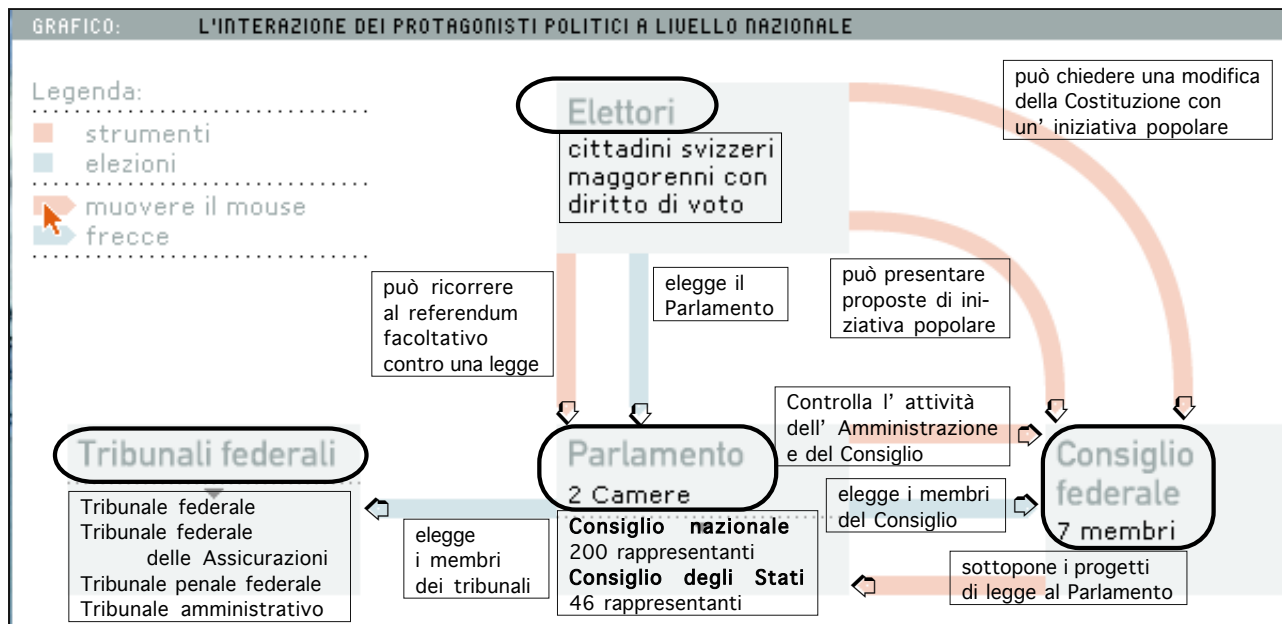 GRAFICO: L'INTERAZIONE DEI PROTAGONISTI POLITICI A LIVELLO NAZIONALE
Legenda:
strumenti
elezioni
muovere il mouse
frecce
Elettori
cittadini svizzeri
maggorenni con
diritto di voto
può chiedere una modifica
della Costituzione con
un' iniziativa popolare
può ricorrere
al referendum
facoltativo
contro una legge
elegge il
Parlamento
può presentare
proposte di ini-
ziativa popolare
Tribunali federali
Tribunale federale
Tribunale federale
delle Assicurazioni
Tribunale penale federale
Tribunale amministrativo
elegge
i membri
dei tribunali
Parlamento
2 Camere
Consiglio nazionale
200 rappresentanti
Consiglio degli Stati
46 rappresentanti
Controlla l' attività
dell' Amministrazione
e del Consiglio
elegge i membri
del Consiglio
sottopone i progetti
di legge al Parlamento
Consiglio
federale
7 membri